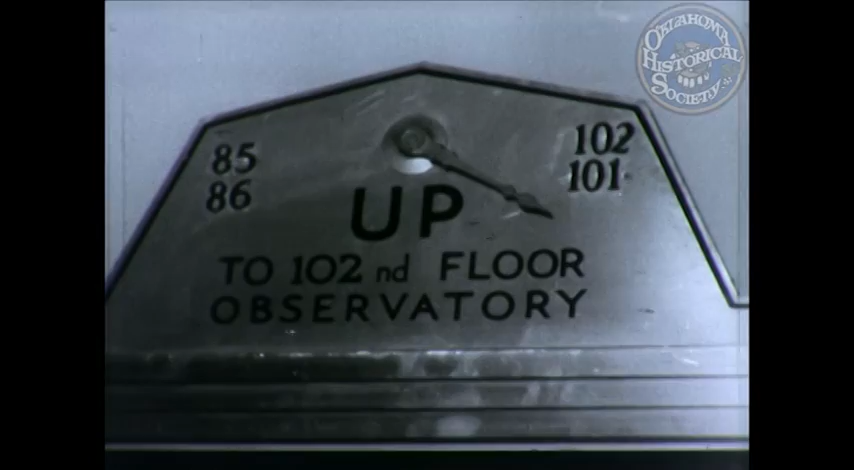 OKLAHOMA
HISTORICAL
SOCIETY
85
102
86
101
UP
TO 102 nd FLOOR
OBSERVATORY